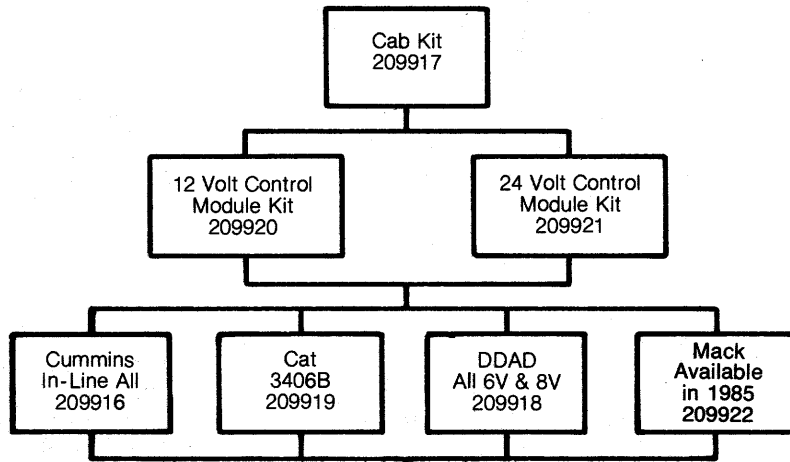 Cab Kit
209917
12 Volt Control
Module Kit
209920
24 Volt Control
Module Kit
209921
Cummins
In-Line All
209916
Cat
3406B
209919
DDAD
All 6V & 8V
209918
Mack
Available
in 1985
209922